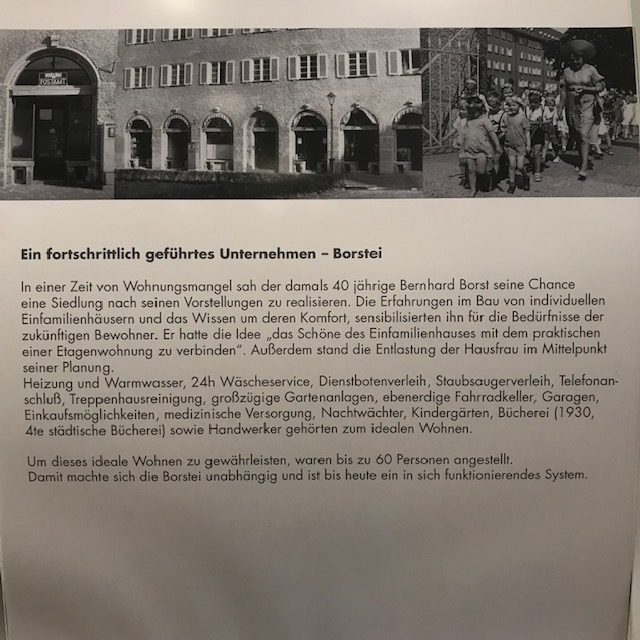 POSTAMT
Ein fortschrittlich geführtes Unternehmen – Borstei
In einer Zeit von Wohnungsmangel sah der damals 40 jährige Bernhard Borst seine Chance
eine Siedlung nach seinen Vorstellungen zu realisieren. Die Erfahrungen im Bau von individuellen
Einfamilienhäusern und das Wissen um deren Komfort, sensibilisierten ihn für die Bedürfnisse der
zukünftigen Bewohner. Er hatte die Idee „das Schöne des Einfamilienhauses mit dem praktischen
einer Etagenwohnung zu verbinden“. Außerdem stand die Entlastung der Hausfrau im Mittelpunkt
seiner Planung.
Heizung und Warmwasser, 24h Wäscheservice, Dienstbotenverleih, Staubsaugerverleih, Telefonan-
schluß, Treppenhausreinigung, großzügige Gartenanlagen, ebenerdige Fahrradkeller, Garagen,
Einkaufsmöglichkeiten, medizinische Versorgung, Nachtwächter, Kindergärten, Bücherei (1930,
4te städtische Bücherei) sowie Handwerker gehörten zum idealen Wohnen.
Um dieses ideale Wohnen zu gewährleisten, waren bis zu 60 Personen angestellt.
Damit machte sich die Borstei unabhängig und ist bis heute ein in sich funktionierendes System.